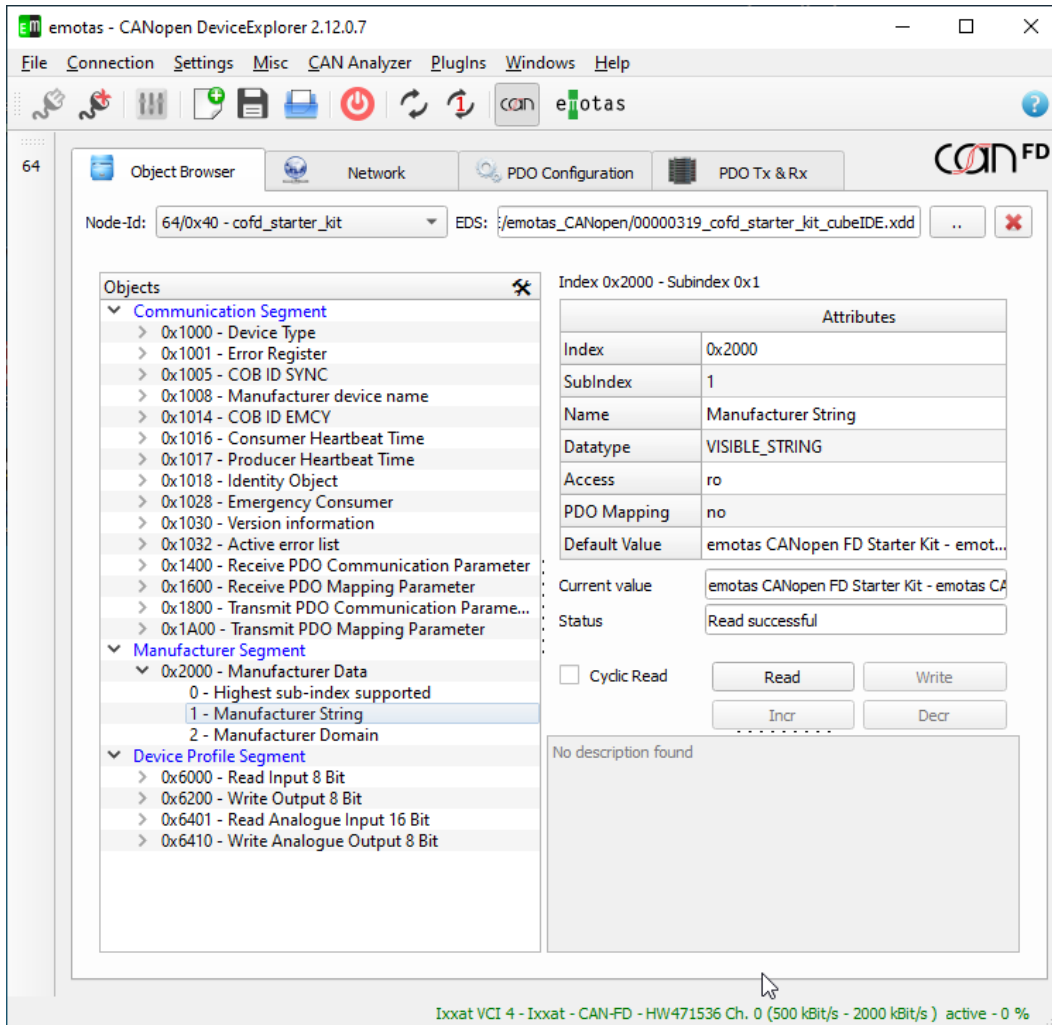 emotas - CANopen DeviceExplorer 2.12.0.7
File Connection Settings Misc CAN Analyzer PlugIns Windows Help
1 can emotas ?
64
Object Browser Network PDO Configuration PDO Tx & Rx
can FD
Node-Id: 64/0x40 - cofd_starter_kit EDS: :/emotas_CANopen/00000319_cofd_starter_kit_cubeIDE.xdd ..
Objects
Communication Segment
0x1000 - Device Type
0x1001 - Error Register
0x1005 - COB ID SYNC
0x1008 - Manufacturer device name
0x1014 - COB ID EMCY
0x1016 - Consumer Heartbeat Time
0x1017 - Producer Heartbeat Time
0x1018 - Identity Object
0x1028 - Emergency Consumer
0x1030 - Version information
0x1032 - Active error list
0x1400 - Receive PDO Communication Parameter
0x1600 - Receive PDO Mapping Parameter
0x1800 - Transmit PDO Communication Parame...
0x1A00 - Transmit PDO Mapping Parameter
Manufacturer Segment
0x2000 - Manufacturer Data
0 - Highest sub-index supported
1 - Manufacturer String
2 - Manufacturer Domain
Device Profile Segment
0x6000 - Read Input 8 Bit
0x6200 - Write Output 8 Bit
0x6401 - Read Analogue Input 16 Bit
0x6410 - Write Analogue Output 8 Bit
Index 0x2000 - Subindex 0x1
Attributes
Index 0x2000
SubIndex 1
Name Manufacturer String
Datatype VISIBLE_STRING
Access ro
PDO Mapping no
Default Value emotas CANopen FD Starter Kit - emot...
Current value emotas CANopen FD Starter Kit - emotas CA
Status Read successful
Cyclic Read Read Write
Incr Decr
No description found
Ixxat VCI 4 - Ixxat - CAN-FD - HW471536 Ch. 0 (500 kBit/s - 2000 kBit/s ) active - 0 %